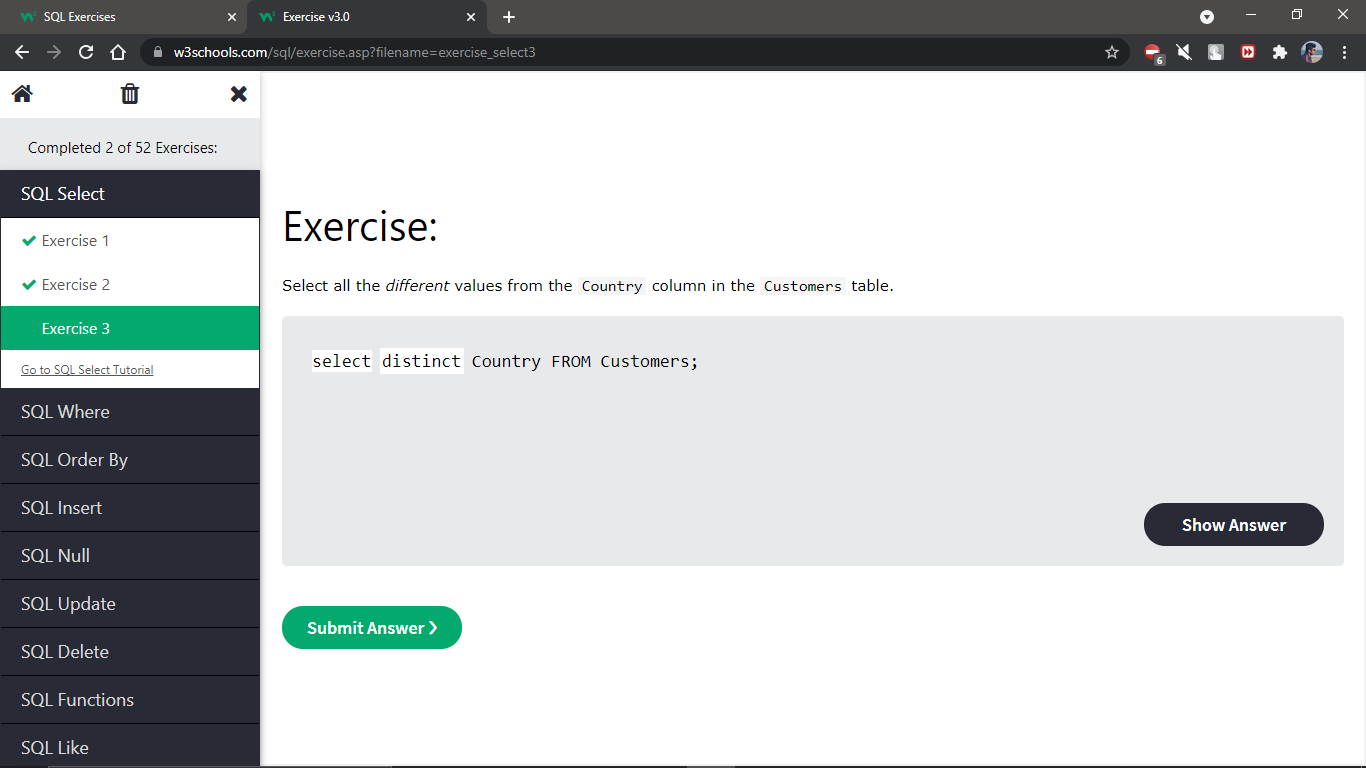 SQL Exercises
Exercise v3.0
w3schools.com/sql/exercise.asp?filename=exercise_select3
6
Completed 2 of 52 Exercises:
SQL Select
Exercise 1
Exercise 2
Exercise 3
Go to SQL Select Tutorial
SQL Where
SQL Order By
SQL Insert
SQL Null
SQL Update
SQL Delete
SQL Functions
SQL Like
Exercise:
Select all the different values from the Country column in the Customers table.
select distinct Country FROM Customers;
Show Answer
Submit Answer ❯